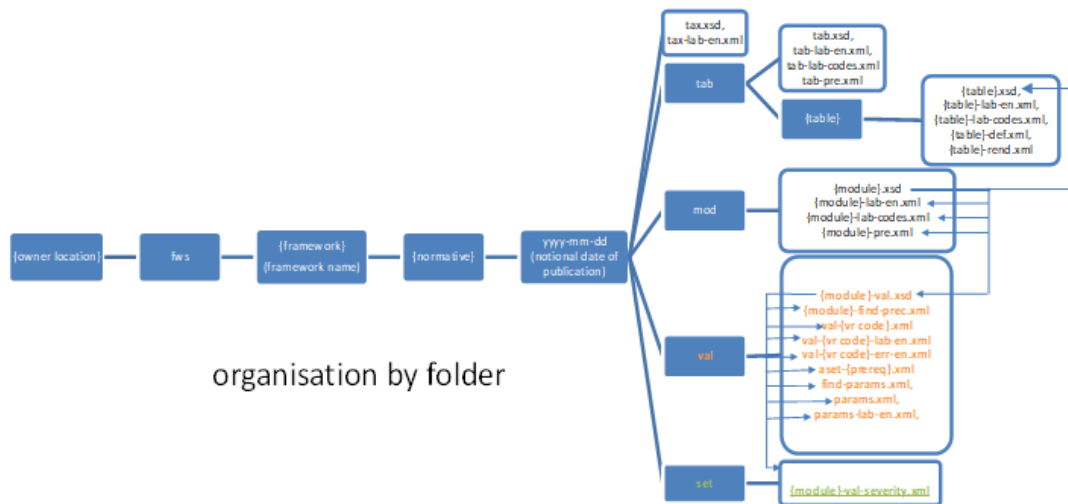 tax.xsd,
tax-lab-en.xml
tab.xsd,
tab-lab-en.xml,
tab-lab-codes.xml
tab-pre.xml
tab
{table}
{table}.xsd,
{table}-lab-en.xml,
{table}-lab-codes.xml,
{table}-def.xml,
{table}-rend.xml
mod
{module}.xsd
{module}-lab-en.xml
{module}-lab-codes.xml
{module}-pre.xml
{owner location}
fws
{framework}
(framework name)
{normative}
yyyy-mm-dd
(notional date of
publication)
val
{module}-val.xsd
{module}-find-prec.xml
val-{vr code}.xml
val-{vr code}-lab-en.xml
val-{vr code}-err-en.xml
aset-{prereq}.xml
find-params.xml,
params.xml,
params-lab-en.xml,
organisation by folder
set
{module}-val-severity.xml